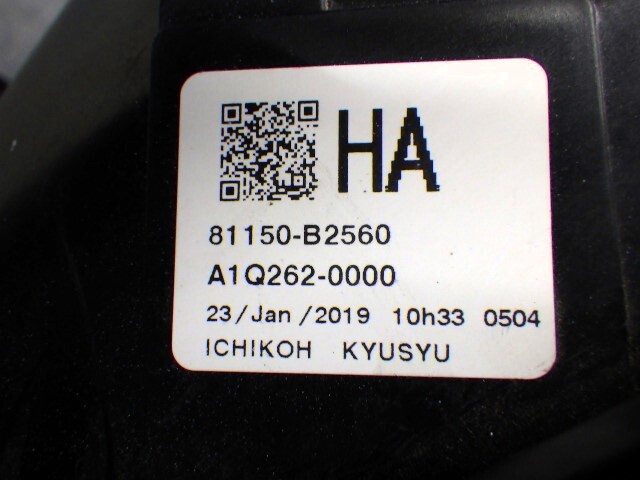 HA
81150-B2560
A1Q262-0000
23/Jan/2019 10h33 0504
ICHIKOH KYUSYU